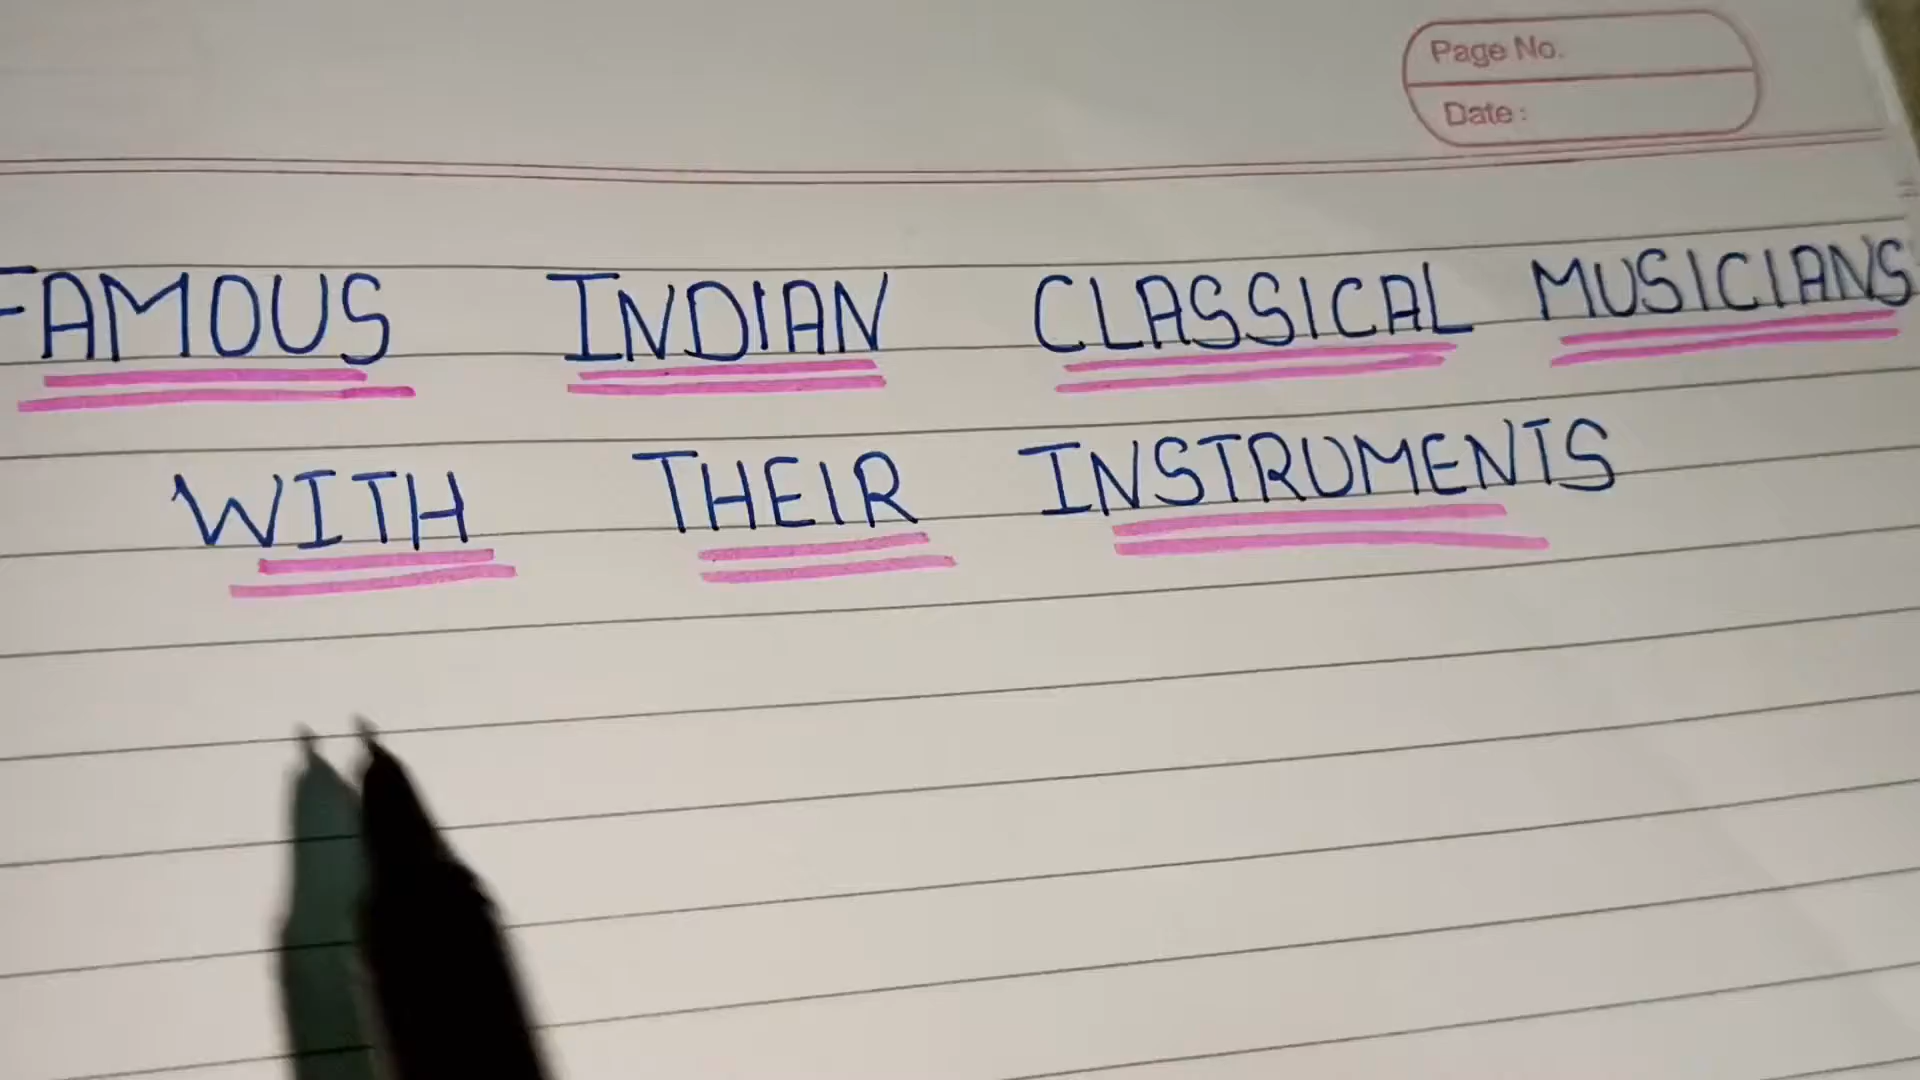 Page No.
Date :
FAMOUS INDIAN CLASSICAL MUSICIANS
WITH THEIR INSTRUMENTS